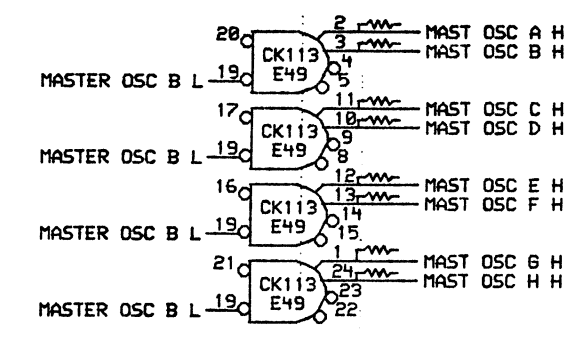 2 MAST OSC A H
20 3 MAST OSC B H
CK113 4
MASTER OSC B L 19 E49 5
11 MAST OSC C H
17 10 MAST OSC D H
CK113 9
MASTER OSC B L 19 E49 8
12 MAST OSC E H
16 13 MAST OSC F H
CK113 14
MASTER OSC B L 19 E49 15
1 MAST OSC G H
21 24 MAST OSC H H
CK113 23
MASTER OSC B L 19 E49 22